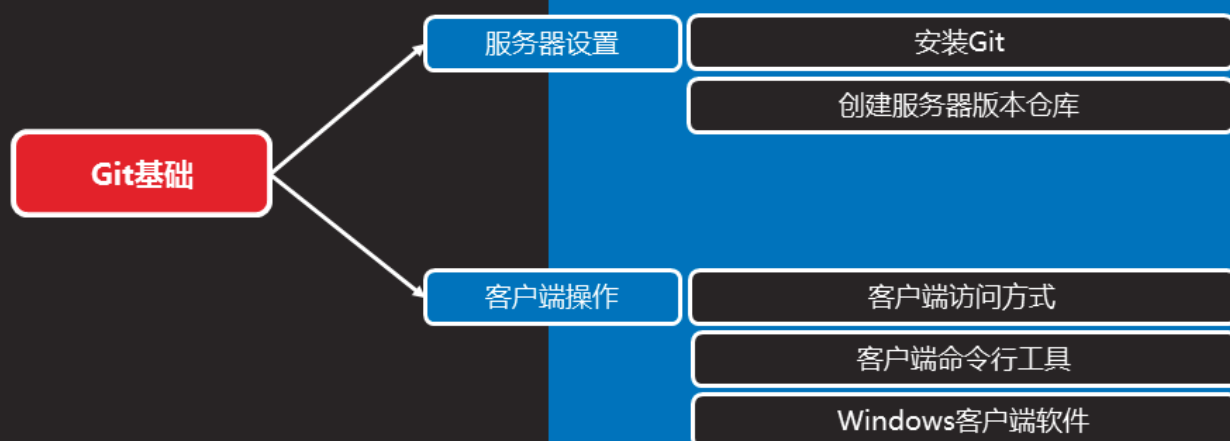 Git基础
服务器设置
安装Git
创建服务器版本仓库
客户端操作
客户端访问方式
客户端命令行工具
Windows客户端软件